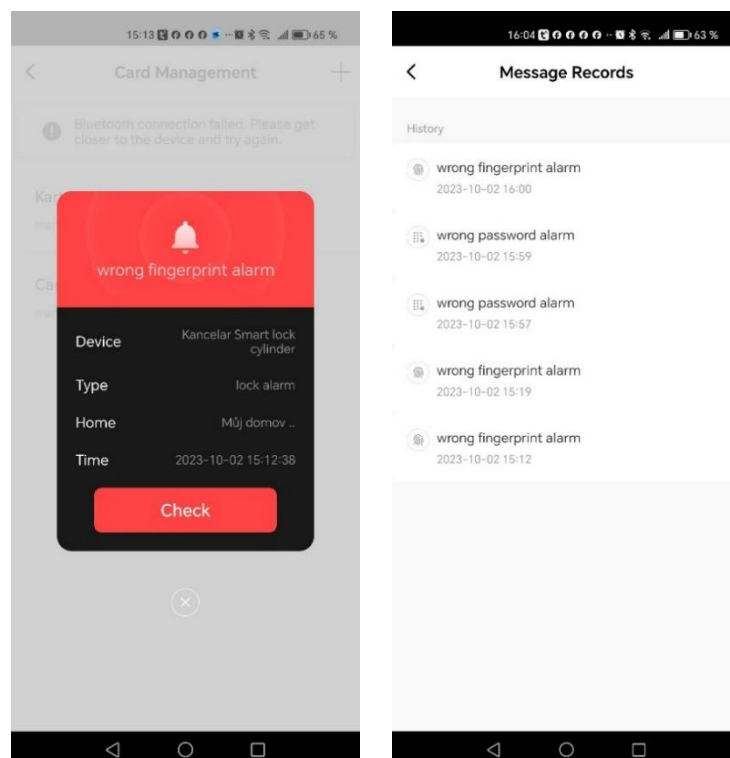 15:13 65 %
Card Management
Bluetooth connection failed. Please get
closer to the device and try again.
Kar
Ca
wrong fingerprint alarm
Device Kancelar Smart lock
cylinder
Type lock alarm
Home Můj domov ..
Time 2023-10-02 15:12:38
Check
16:04 63 %
Message Records
History
wrong fingerprint alarm
2023-10-02 16:00
wrong password alarm
2023-10-02 15:59
wrong password alarm
2023-10-02 15:57
wrong fingerprint alarm
2023-10-02 15:19
wrong fingerprint alarm
2023-10-02 15:12